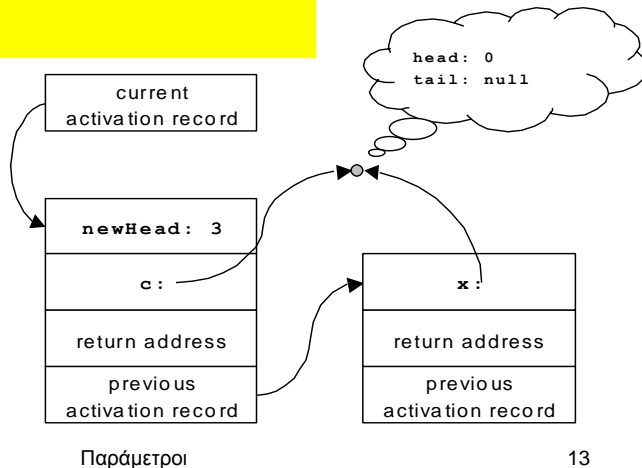 head: 0
tail: null
current
activation record
newHead: 3
c:
return address
previous
activation record
x:
return address
previous
activation record
Παράμετροι
13